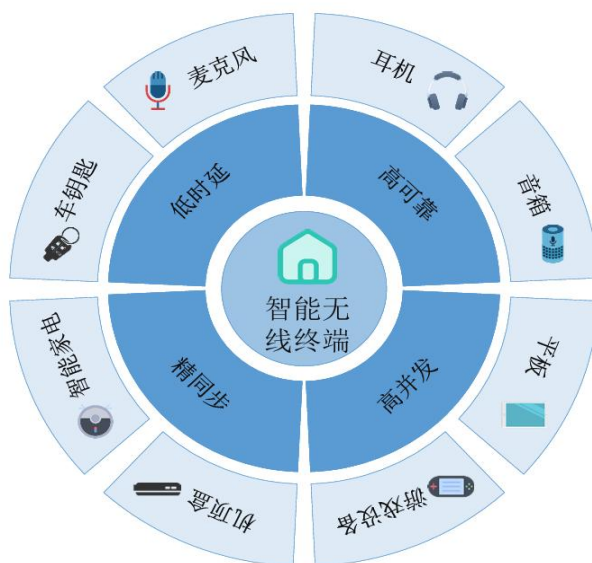 麦克风
耳机
车钥匙
音箱
低时延
高可靠
智能无
线终端
智能家电
平板
精同步
高并发
机顶盒
游戏设备